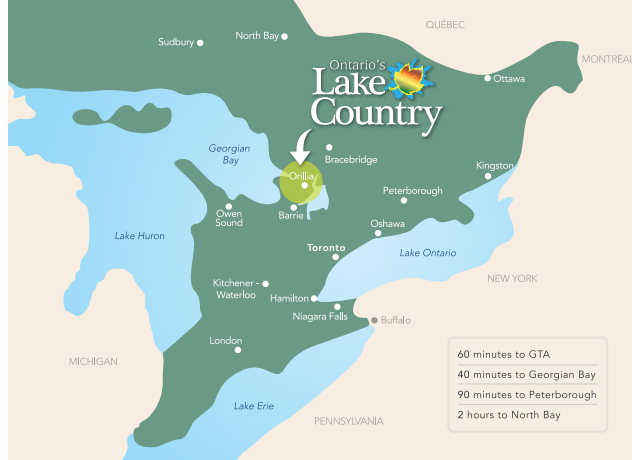 QUÉBEC
North Bay
Sudbury
MONTRÉAL
Ontario's
Lake
Country
Ottawa
Georgian
Bay
Bracebridge
Kingston
Orillia
Peterborough
Owen
Sound
Barrie
Oshawa
Lake Huron
Toronto
Lake Ontario
NEW YORK
Kitchener -
Waterloo
Hamilton
Niagara Falls
Buffalo
London
MICHIGAN
60 minutes to GTA
40 minutes to Georgian Bay
90 minutes to Peterborough
2 hours to North Bay
Lake Erie
PENNSYLVANIA